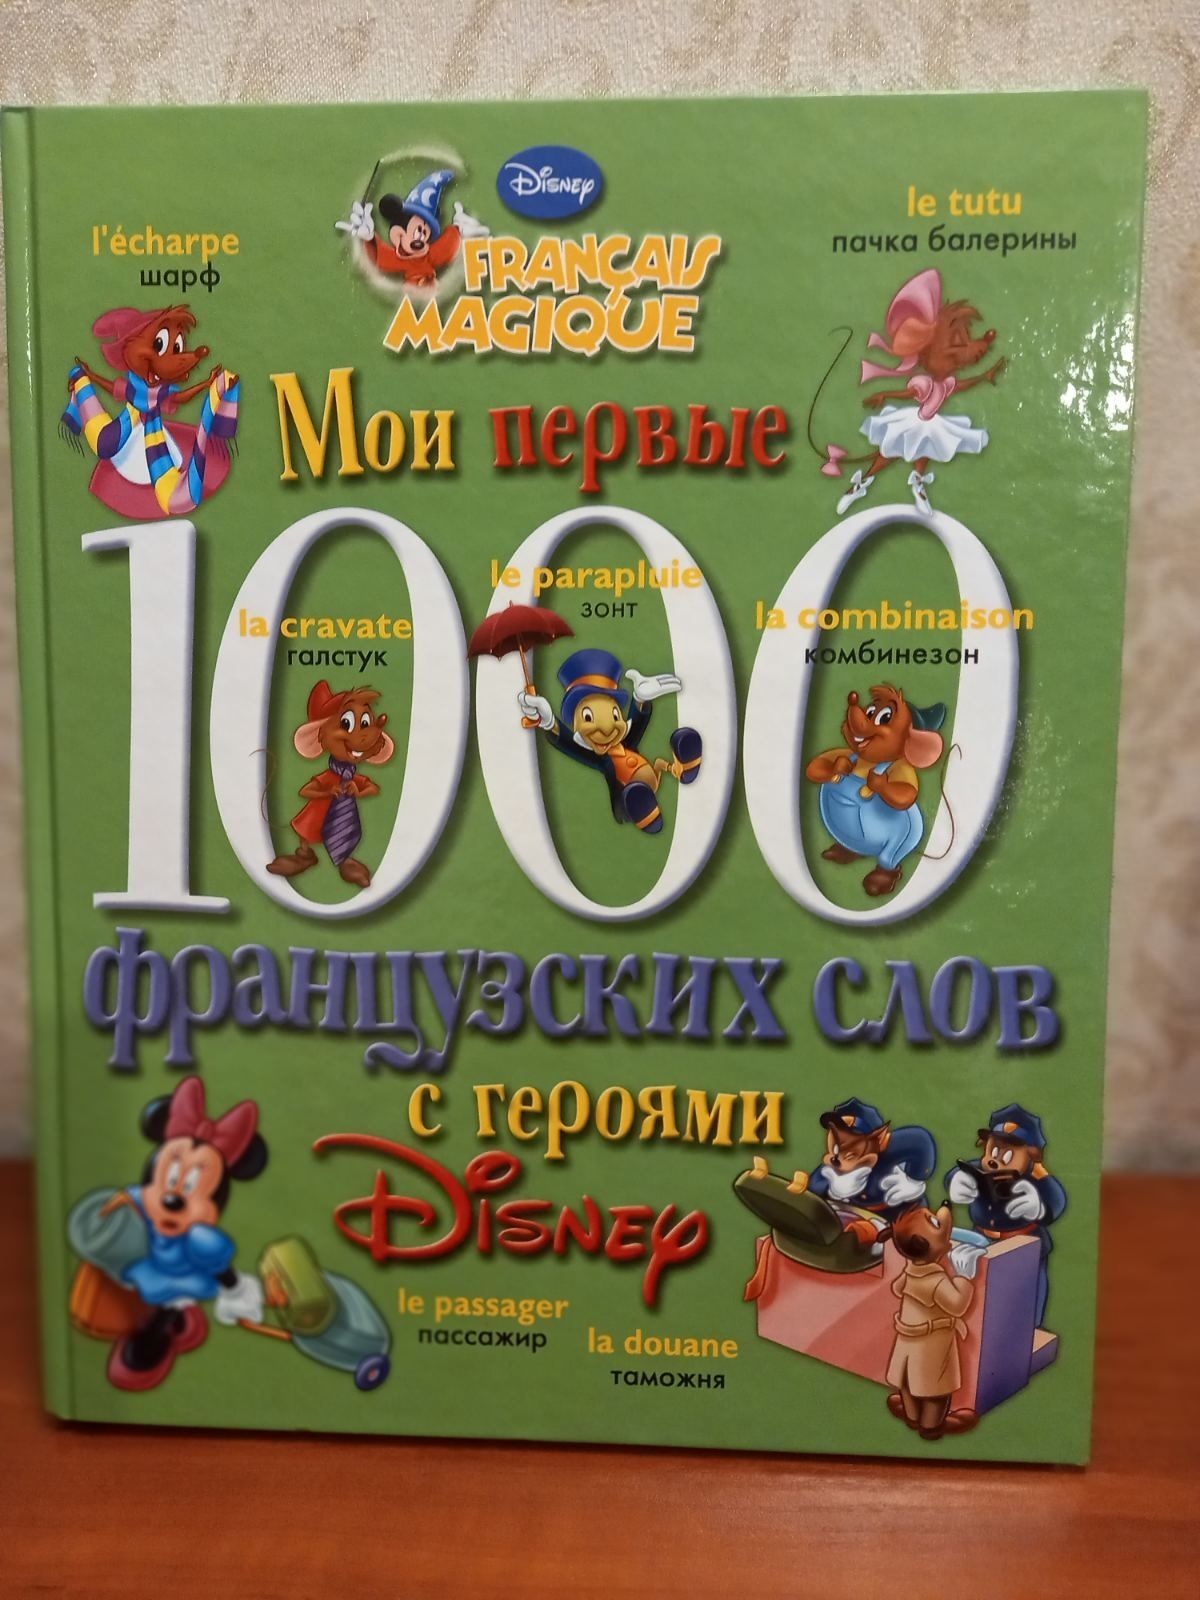 Disney
FRANÇAIS
MAGIQUE
l'écharpe
шарф
le tutu
пачка балерины
Мои первые
1000
la cravate
галстук
le parapluie
зонт
la combinaison
комбинезон
французских слов
с героями
Disney
le passager
пассажир
la douane
таможня